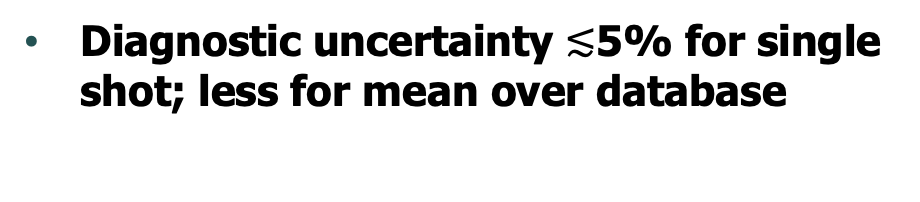 • Diagnostic uncertainty ≲5% for single
shot; less for mean over database